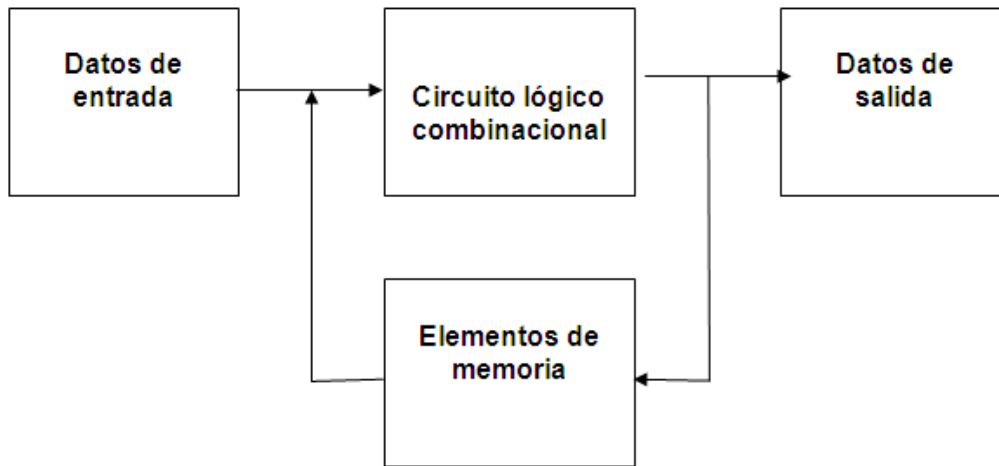 Datos de
entrada
Circuito lógico
combinacional
Datos de
salida
Elementos de
memoria